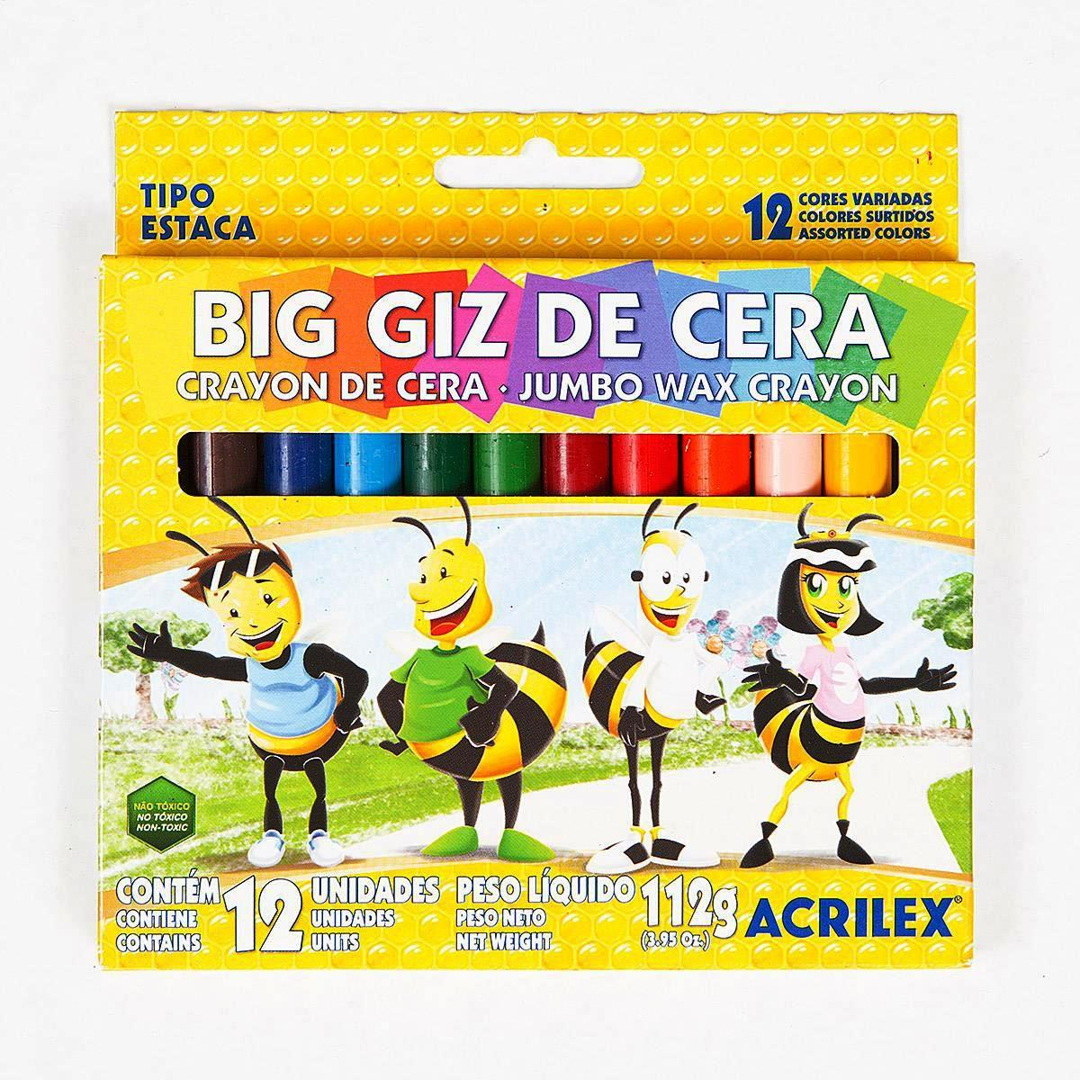 TIPO
ESTACA
12 CORES VARIADAS
COLORES SURTIDOS
ASSORTED COLORS
BIG GIZ DE CERA
CRAYON DE CERA · JUMBO WAX CRAYON
NÃO TÓXICO
NO TÓXICO
NON-TOXIC
CONTÉM 12 UNIDADES
CONTIENE UNIDADES
CONTAINS UNITS
PESO LÍQUIDO 112g
PESO NETO
NET WEIGHT (3.95 Oz.)
ACRILEX®